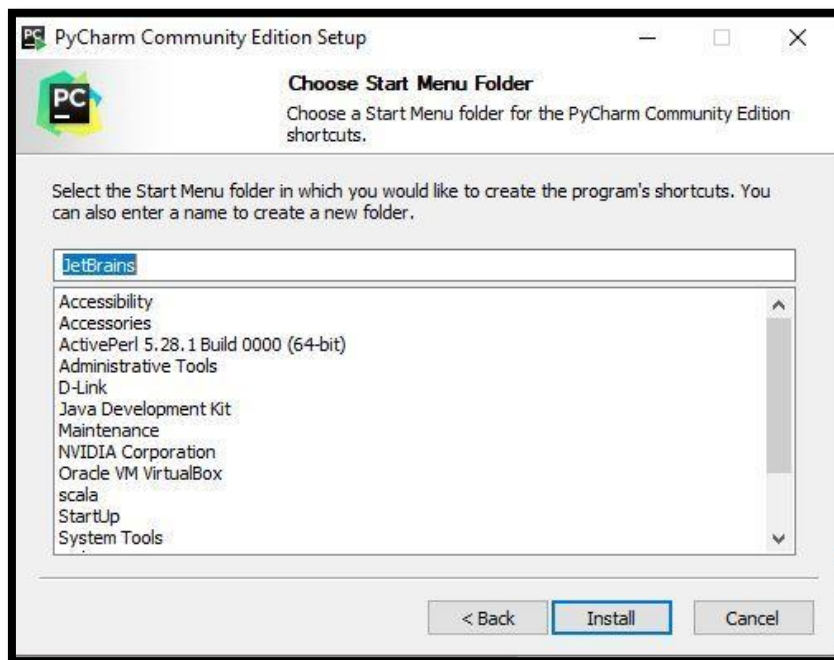 PyCharm Community Edition Setup
PC
Choose Start Menu Folder
Choose a Start Menu folder for the PyCharm Community Edition
shortcuts.
Select the Start Menu folder in which you would like to create the program's shortcuts. You
can also enter a name to create a new folder.
JetBrains
Accessibility
Accessories
ActivePerl 5.28.1 Build 0000 (64-bit)
Administrative Tools
D-Link
Java Development Kit
Maintenance
NVIDIA Corporation
Oracle VM VirtualBox
scala
StartUp
System Tools
< Back Install Cancel